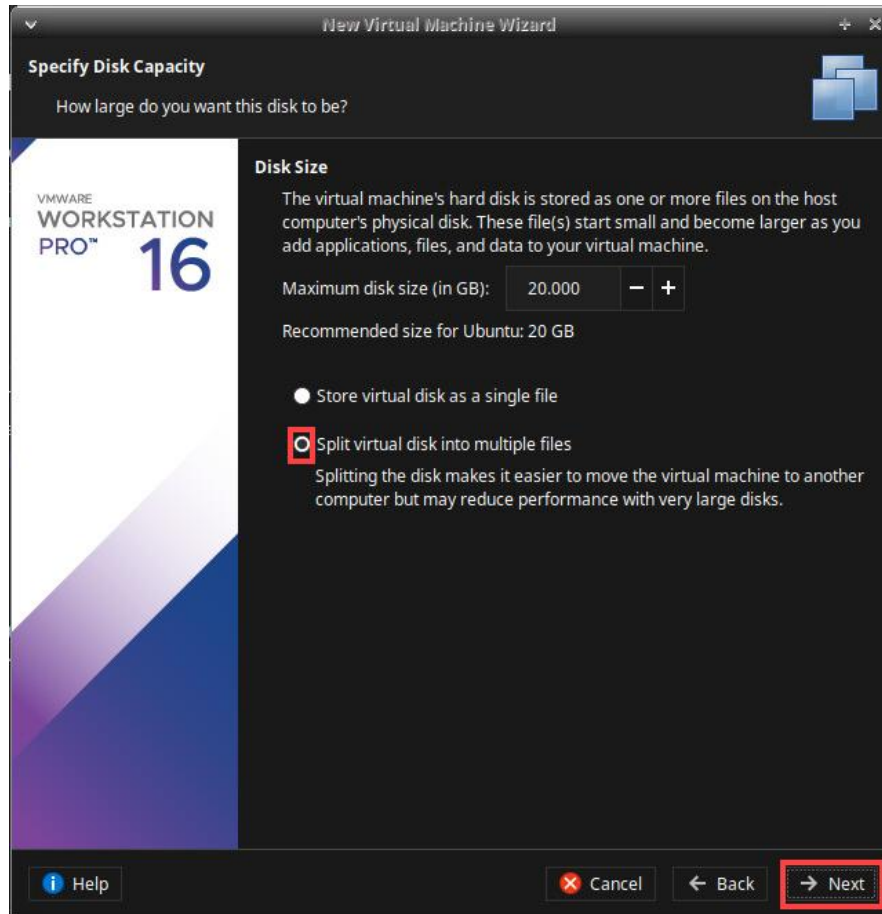 New Virtual Machine Wizard
Specify Disk Capacity
How large do you want this disk to be?
VMWARE
WORKSTATION
PRO™ 16
Disk Size
The virtual machine's hard disk is stored as one or more files on the host
computer's physical disk. These file(s) start small and become larger as you
add applications, files, and data to your virtual machine.
Maximum disk size (in GB): 20.000 − +
Recommended size for Ubuntu: 20 GB
Store virtual disk as a single file
Split virtual disk into multiple files
Splitting the disk makes it easier to move the virtual machine to another
computer but may reduce performance with very large disks.
Help Cancel Back Next